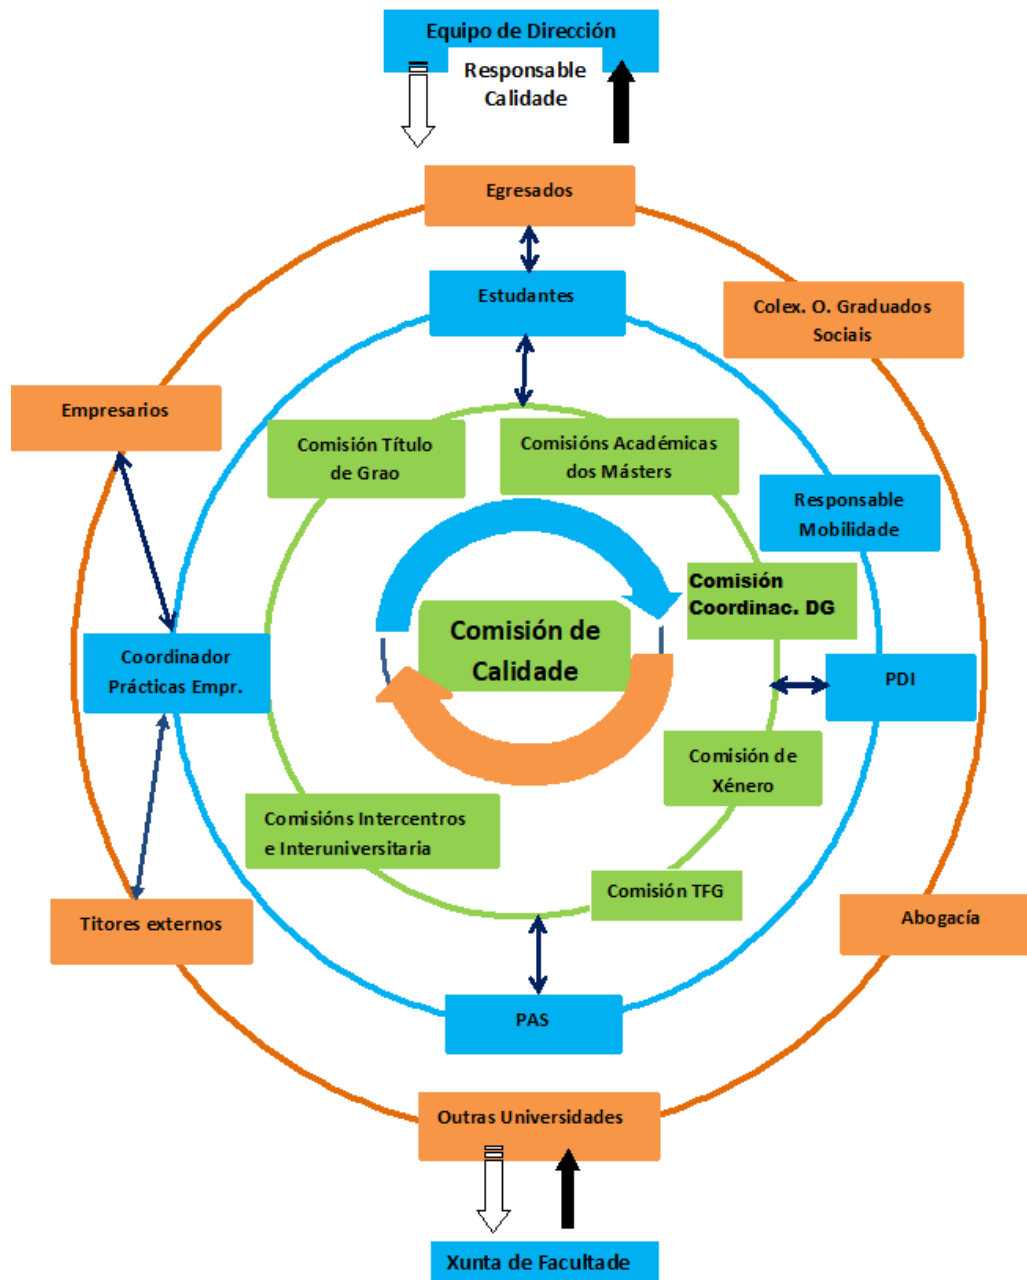 Equipo de Dirección
Responsable
Calidade
Egresados
Estudantes
Colex. O. Graduados
Sociais
Empresarios
Comisión Título
de Grao
Comisións Académicas
dos Másters
Responsable
Mobilidade
Comisión
Coordinac. DG
Comisión de
Calidade
Coordinador
Prácticas Empr.
PDI
Comisión de
Xénero
Comisións Intercentros
e Interuniversitaria
Comisión TFG
Titores externos
Abogacía
PAS
Outras Universidades
Xunta de Facultade